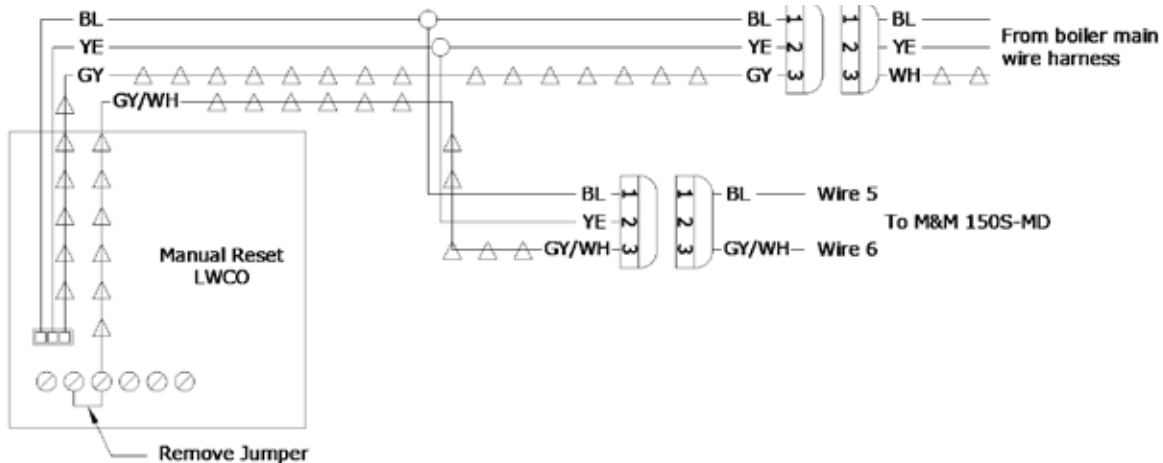 BL 1 1 BL
YE 2 2 YE
GY GY 3 3 WH
From boiler main
wire harness
GY/WH
BL 1 1 BL Wire 5
YE 2 2
GY/WH 3 3 GY/WH Wire 6
To M&M 150S-MD
Manual Reset
LWCO
Remove Jumper